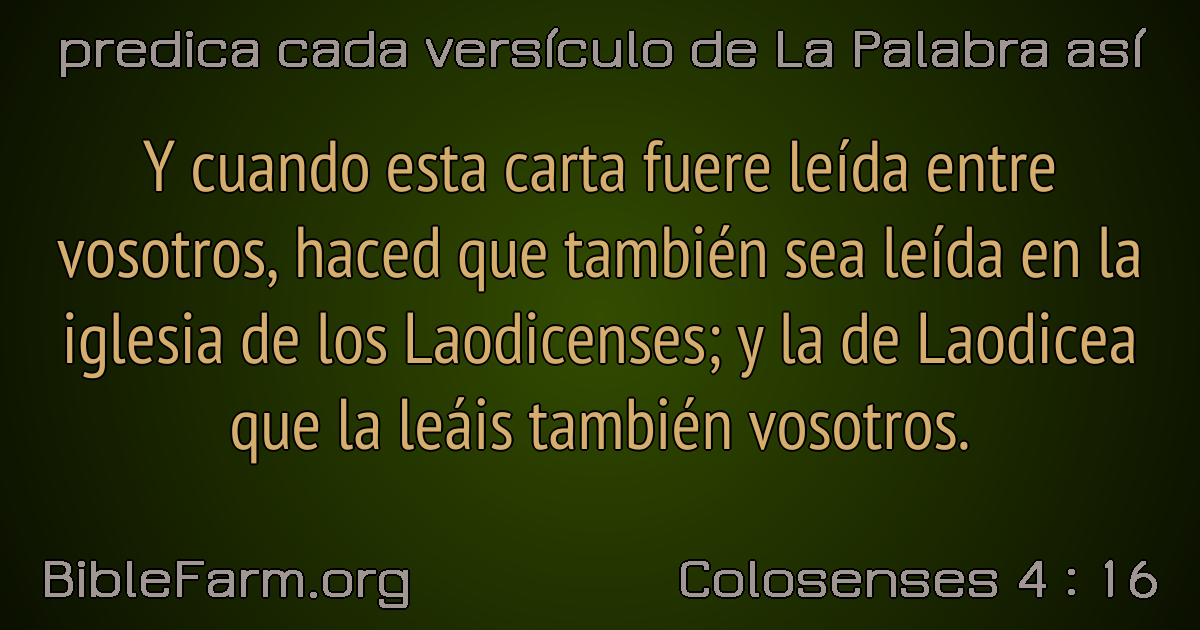 predica cada versículo de La Palabra así
Y cuando esta carta fuere leída entre
vosotros, haced que también sea leída en la
iglesia de los Laodicenses; y la de Laodicea
que la leáis también vosotros.
BibleFarm.org
Colosenses 4 : 16